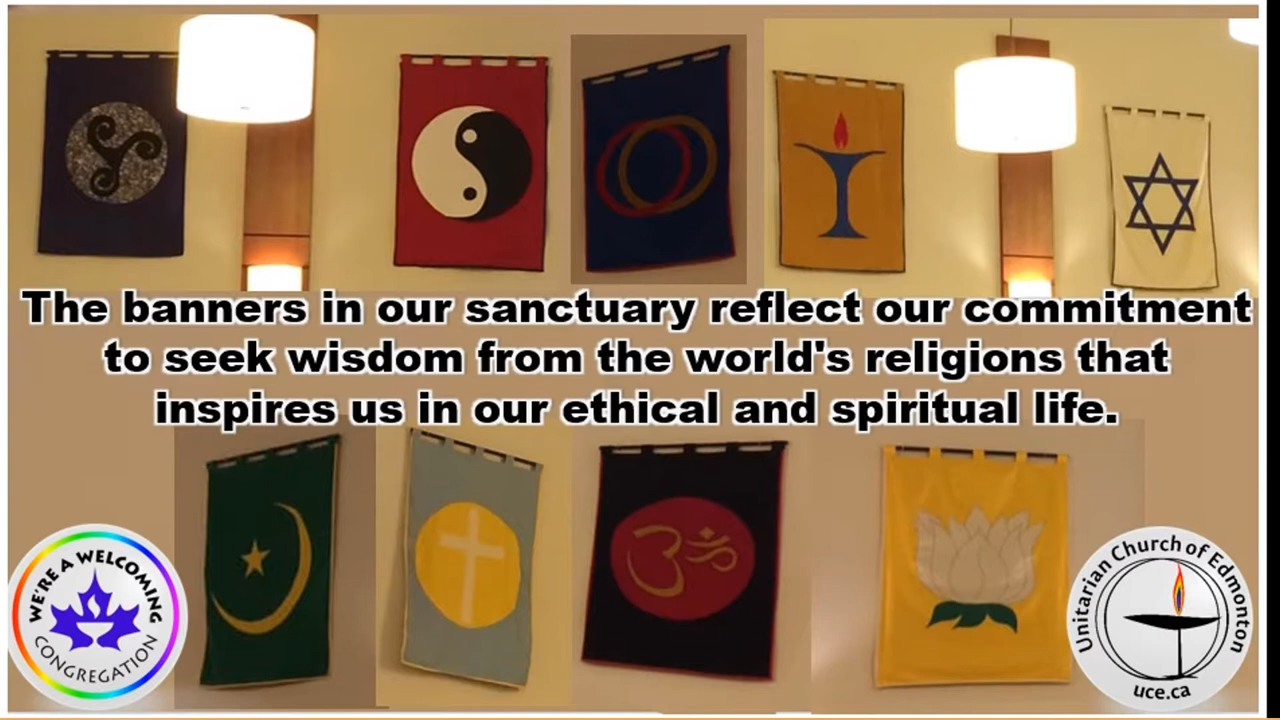 The banners in our sanctuary reflect our commitment
to seek wisdom from the world's religions that
inspires us in our ethical and spiritual life.
ॐ
WE'RE A WELCOMING
CONGREGATION
Unitarian Church of Edmonton
uce.ca